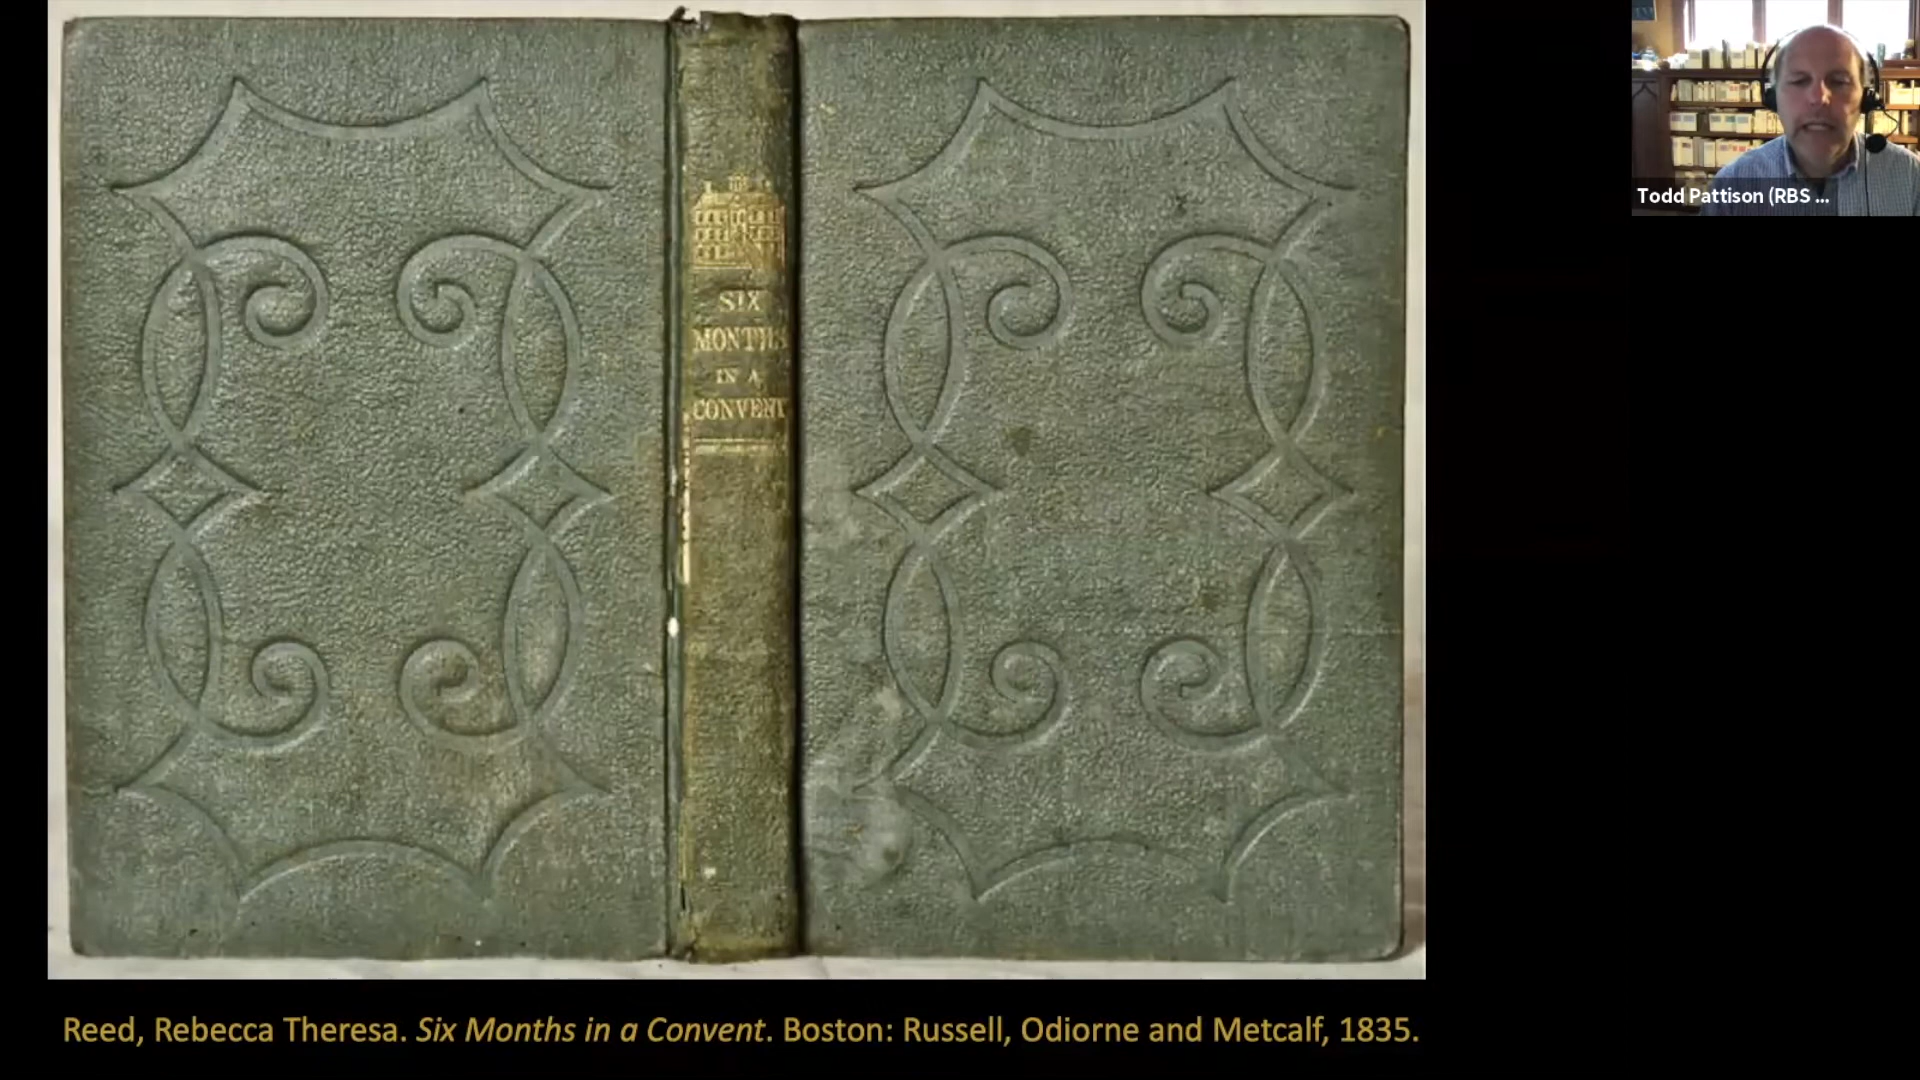 SIX
MONTHS
IN A
CONVENT
Todd Pattison (RBS ...
Reed, Rebecca Theresa. Six Months in a Convent. Boston: Russell, Odiorne and Metcalf, 1835.